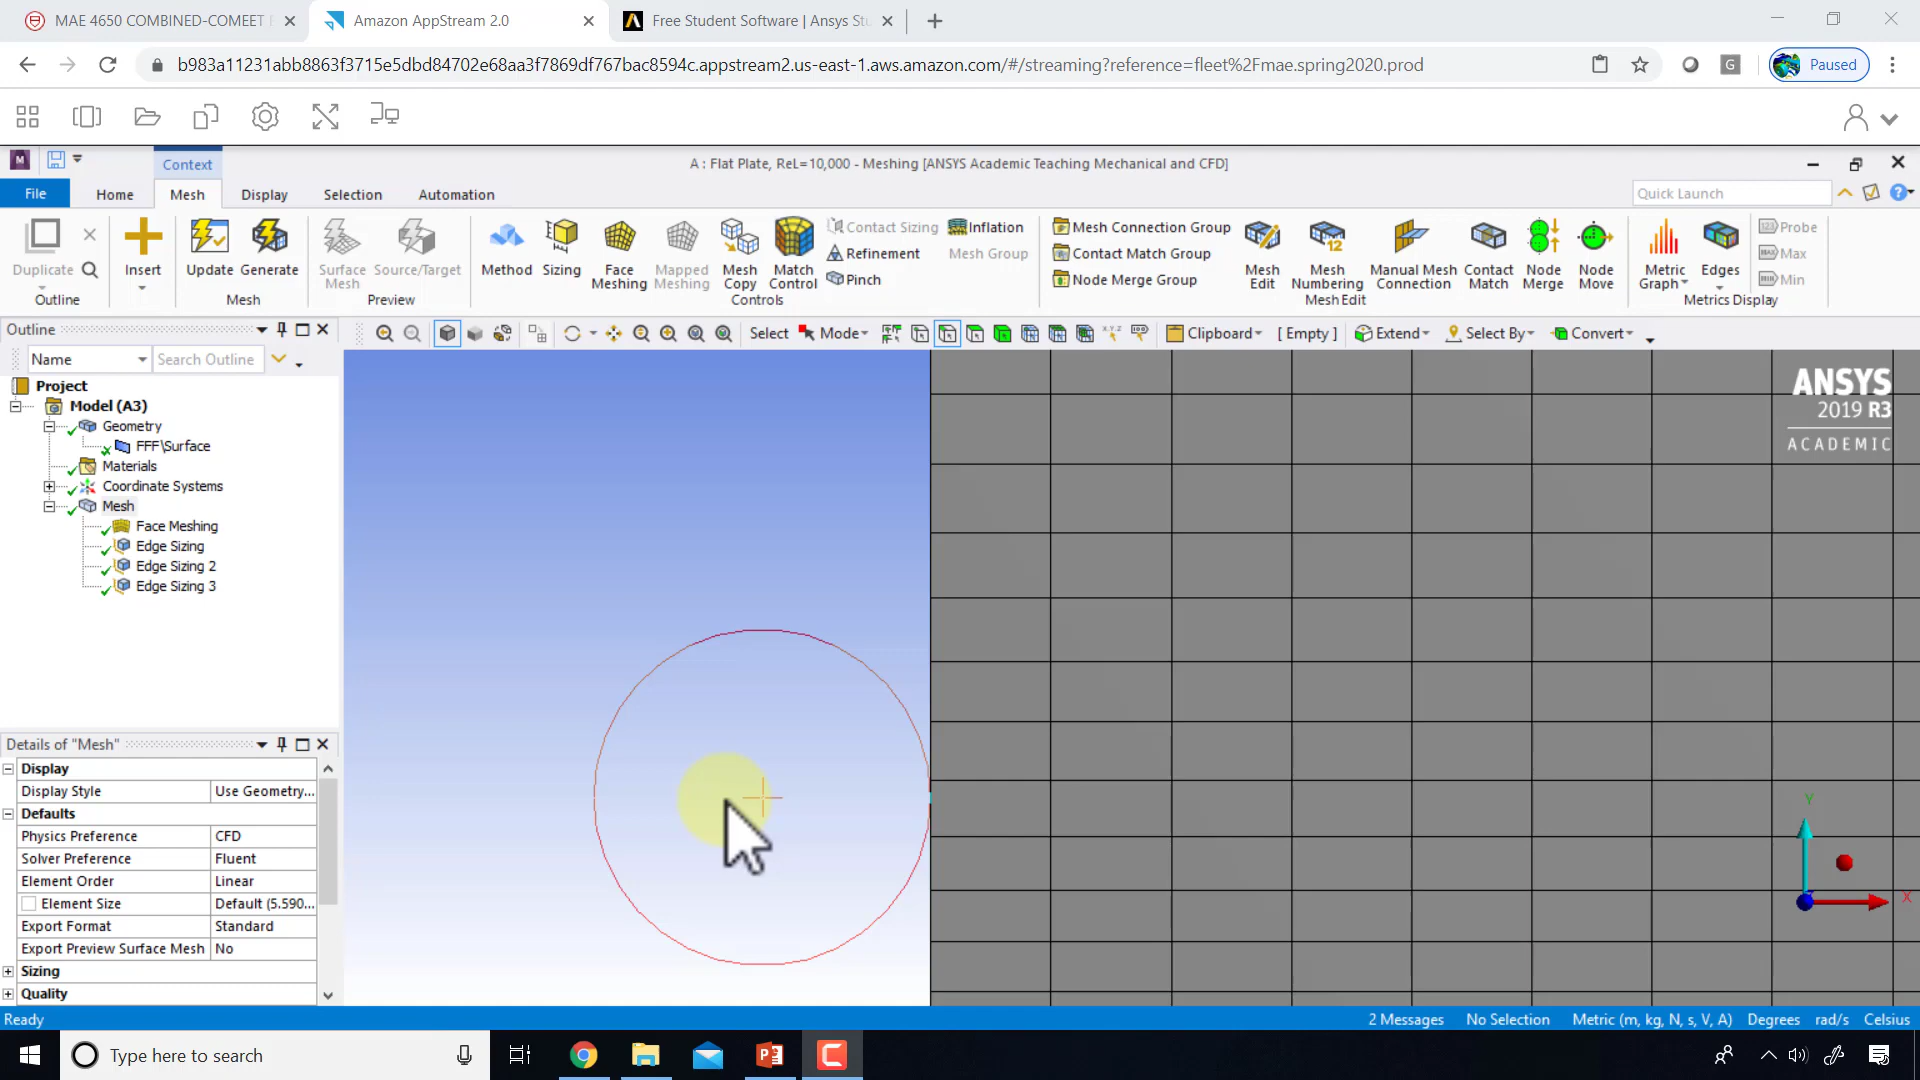 MAE 4650 COMBINED-COMEET F
Amazon AppStream 2.0
Free Student Software | Ansys Stu
b983a11231abb8863f3715e5dbd84702e68aa3f7869df767bac8594c.appstream2.us-east-1.aws.amazon.com/#/streaming?reference=fleet%2Fmae.spring2020.prod
G
Paused
M
Context
A : Flat Plate, ReL=10,000 - Meshing [ANSYS Academic Teaching Mechanical and CFD]
File
Home
Mesh
Display
Selection
Automation
Quick Launch
Duplicate
Outline
Insert
Update
Generate
Mesh
Surface Mesh
Source/Target
Preview
Method
Sizing
Face Meshing
Mapped Meshing
Mesh Copy
Match Control
Contact Sizing
Refinement
Pinch
Inflation
Mesh Group
Controls
Mesh Connection Group
Contact Match Group
Node Merge Group
Mesh Edit
Mesh Numbering
Manual Mesh Connection
Contact Match
Node Merge
Node Move
Mesh Edit
Metric Graph
Edges
Probe
Max
Min
Metrics Display
Outline
Select
Mode
Clipboard
[ Empty ]
Extend
Select By
Convert
Name
Search Outline
Project
Model (A3)
Geometry
FFF\Surface
Materials
Coordinate Systems
Mesh
Face Meshing
Edge Sizing
Edge Sizing 2
Edge Sizing 3
ANSYS
2019 R3
ACADEMIC
Y
X
Details of "Mesh"
Display
Display Style Use Geometry...
Defaults
Physics Preference CFD
Solver Preference Fluent
Element Order Linear
Element Size Default (5.590...
Export Format Standard
Export Preview Surface Mesh No
Sizing
Quality
Ready
2 Messages
No Selection
Metric (m, kg, N, s, V, A)
Degrees
rad/s
Celsius
Type here to search